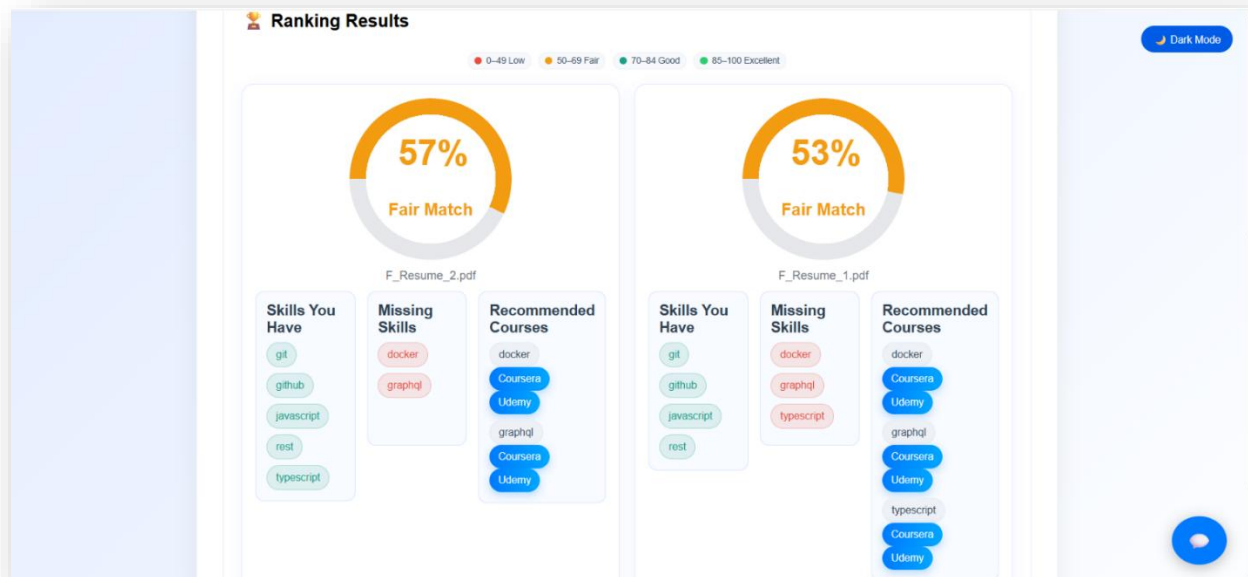 🏆 Ranking Results
🌙 Dark Mode
0–49 Low
50–69 Fair
70–84 Good
85–100 Excellent
57%
Fair Match
F_Resume_2.pdf
Skills You
Have
git
github
javascript
rest
typescript
Missing
Skills
docker
graphql
Recommended
Courses
docker
Coursera
Udemy
graphql
Coursera
Udemy
53%
Fair Match
F_Resume_1.pdf
Skills You
Have
git
github
javascript
rest
Missing
Skills
docker
graphql
typescript
Recommended
Courses
docker
Coursera
Udemy
graphql
Coursera
Udemy
typescript
Coursera
Udemy